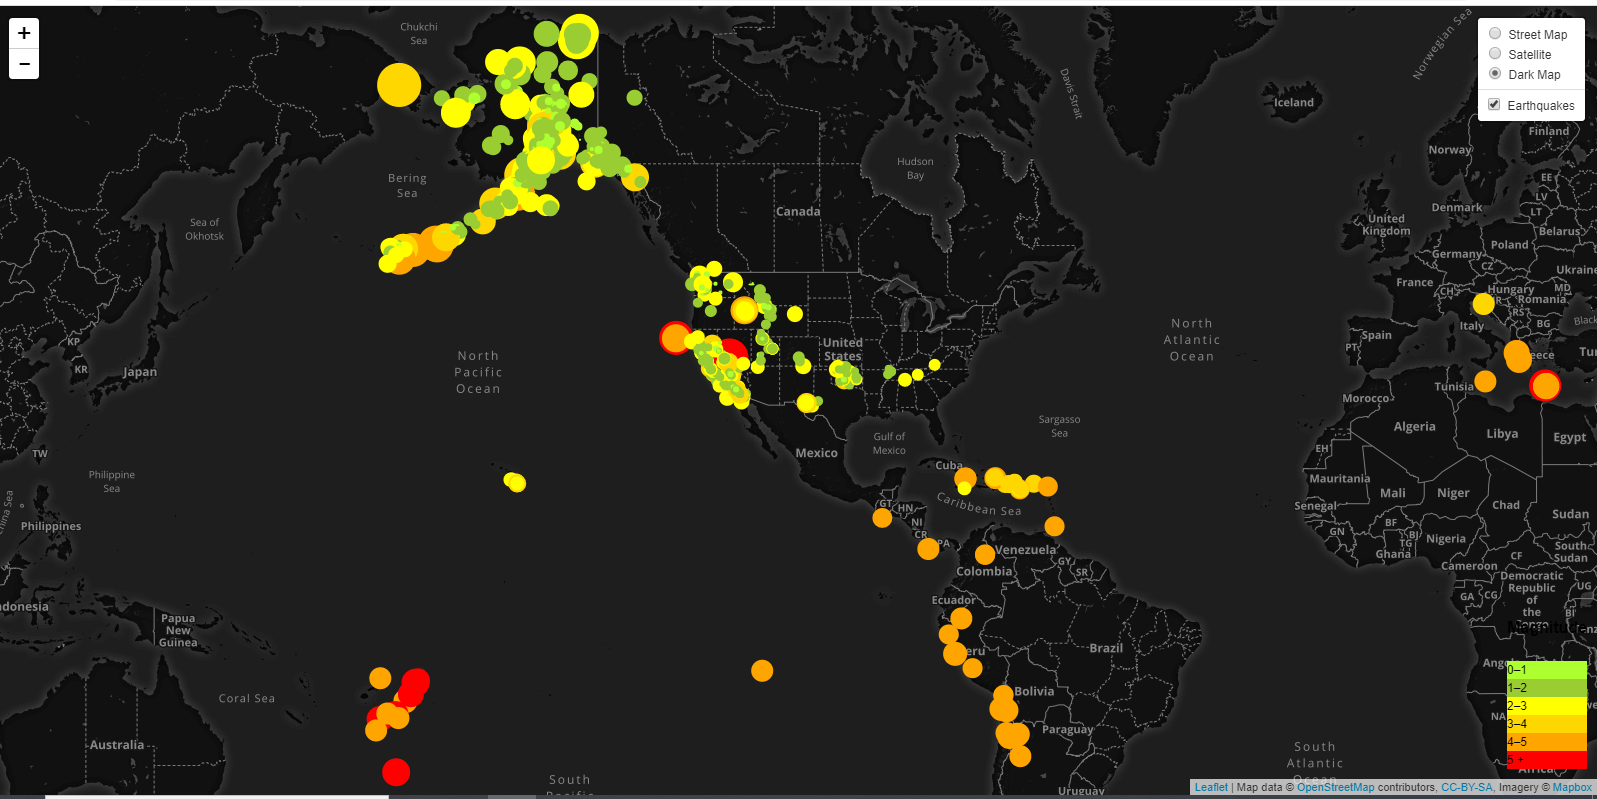 +
−
Street Map
Satellite
Dark Map
Earthquakes
Chukchi
Sea
Norwegian Sea
Davis Strait
Iceland
Finland
Norway
Hudson
Bay
Bering
Sea
EE
LV
LT
Denmark
Canada
United
Kingdom
Sea of
Okhotsk
Belarus
Poland
Germany
CZ
Ukraine
France
CH
Hungary
MD
Romania
RS
BG
Black
Italy
North
Atlantic
Ocean
Spain
PT
KP
KR
Japan
North
Pacific
Ocean
United
States
Tunisia
Morocco
Algeria
Libya
Egypt
Sargasso
Sea
Gulf of
Mexico
Mexico
EH
TW
Philippine
Sea
Cuba
Mauritania
Mali
Niger
Chad
Sudan
Senegal
Caribbean Sea
GT
HN
NI
CR
PA
Philippines
GN
BF
BJ
TG
Ghana
Nigeria
Cameroon
CF
South
Sudan
Venezuela
GY
SR
Colombia
Ecuador
GA
CG
Democratic
Republic
of
the
UG
BI
Papua
New
Guinea
Brazil
Bolivia
Paraguay
Coral Sea
Australia
NA
South
Atlantic
Ocean
South
Uruguay
Magnitude
0–1
1–2
2–3
3–4
4–5
5 +
Leaflet | Map data © OpenStreetMap contributors, CC-BY-SA, Imagery © Mapbox